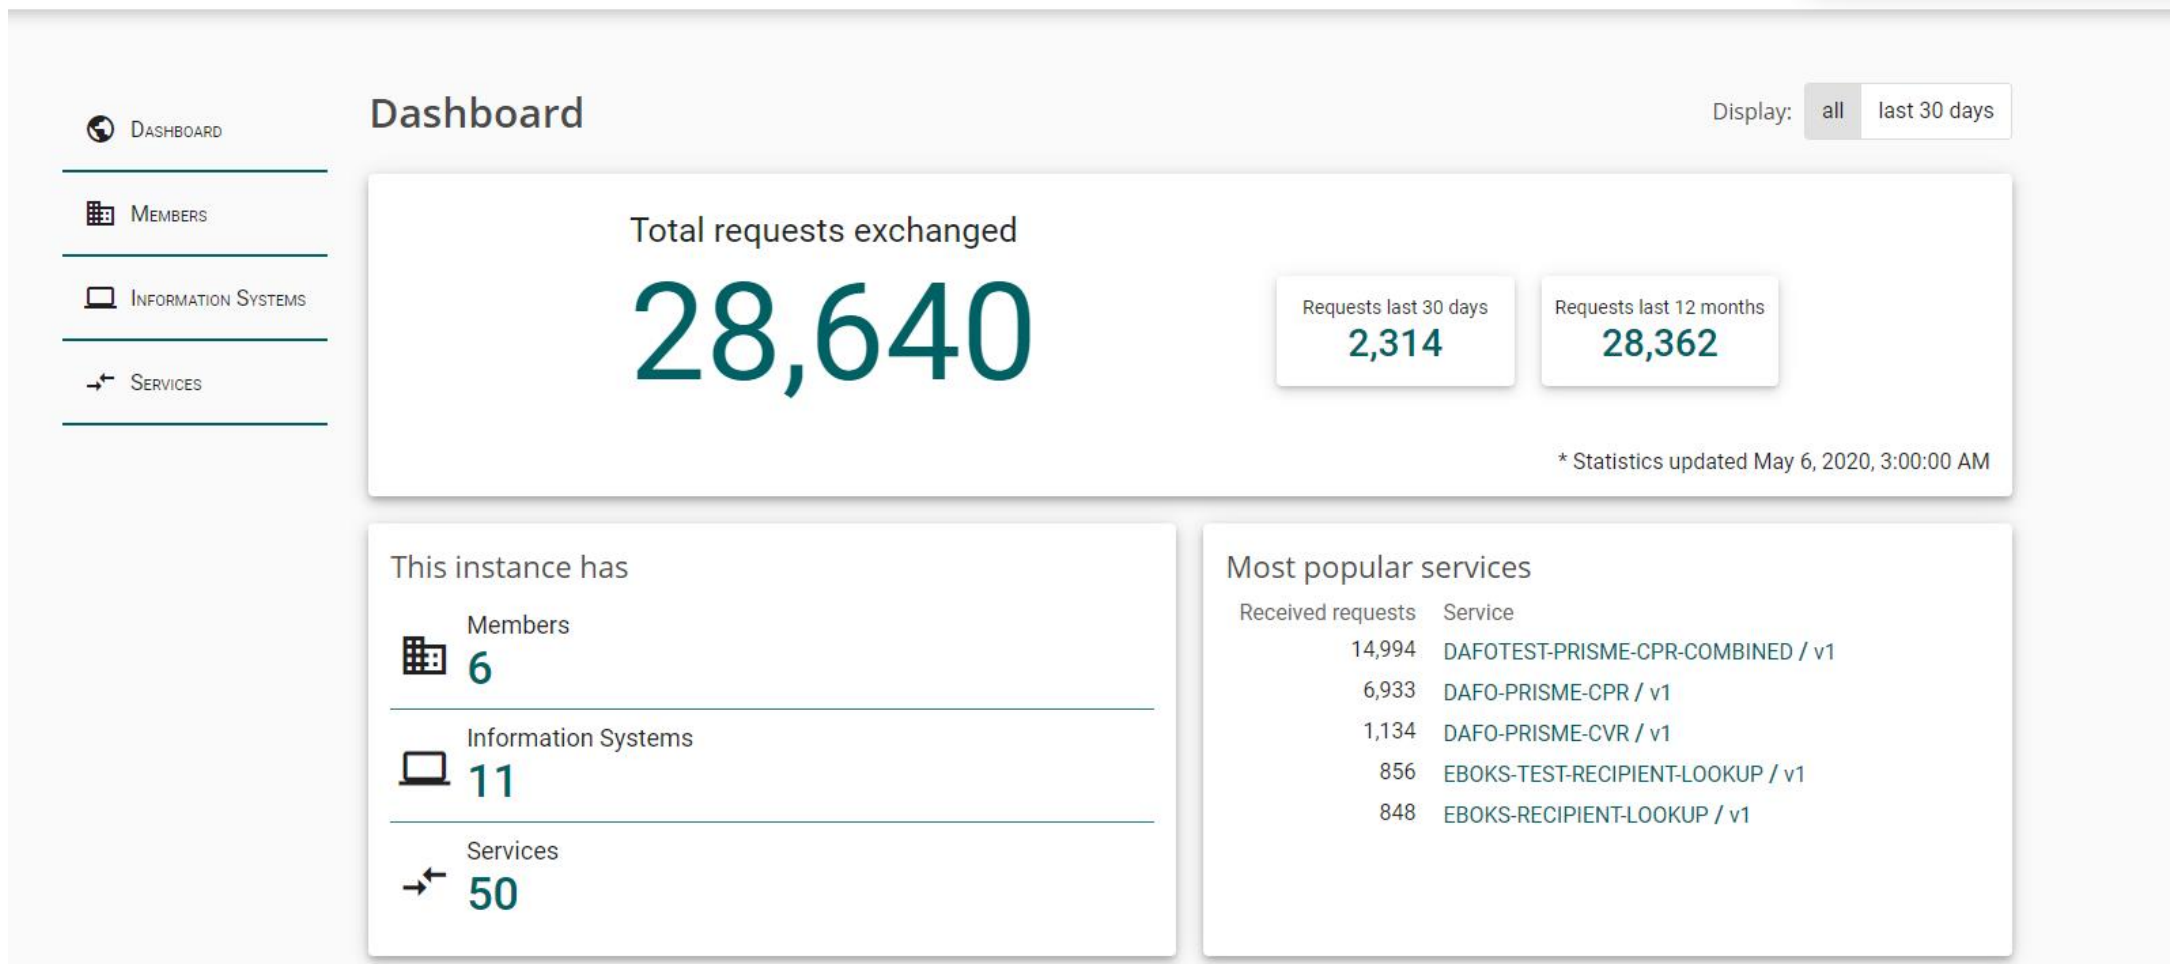 Dashboard
Members
Information Systems
Services
Dashboard
Display: all last 30 days
Total requests exchanged
28,640
Requests last 30 days
2,314
Requests last 12 months
28,362
* Statistics updated May 6, 2020, 3:00:00 AM
This instance has
Members
6
Information Systems
11
Services
50
Most popular services
Received requests Service
14,994 DAFOTEST-PRISME-CPR-COMBINED / v1
6,933 DAFO-PRISME-CPR / v1
1,134 DAFO-PRISME-CVR / v1
856 EBOKS-TEST-RECIPIENT-LOOKUP / v1
848 EBOKS-RECIPIENT-LOOKUP / v1